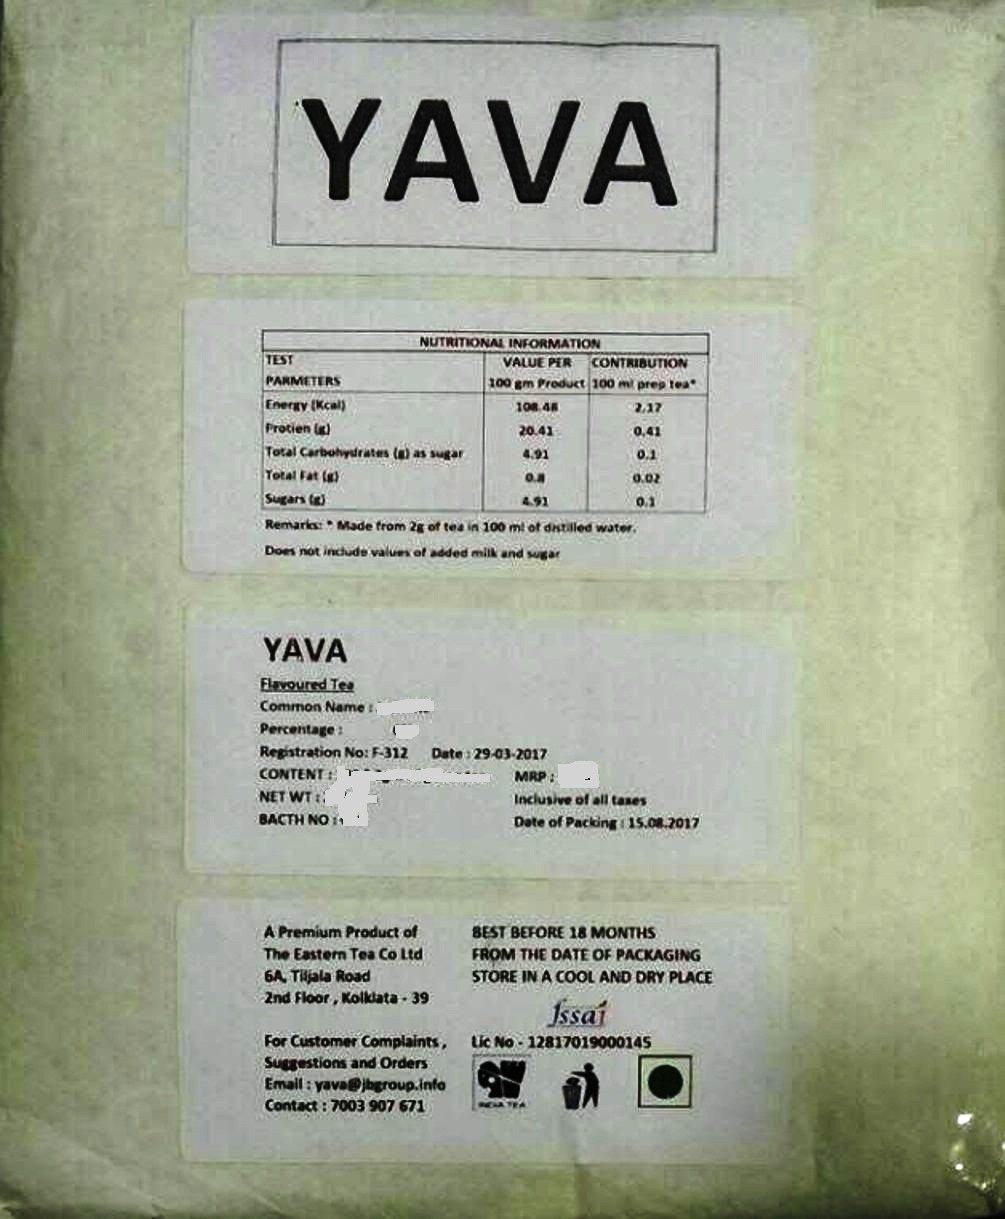 YAVA
NUTRITIONAL INFORMATION
TEST PARMETERS VALUE PER 100 gm Product CONTRIBUTION 100 ml prep tea*
Energy (Kcal) 108.48 2.17
Protien (g) 20.41 0.41
Total Carbohydrates (g) as sugar 4.91 0.1
Total Fat (g) 0.8 0.02
Sugars (g) 4.91 0.1
Remarks: * Made from 2g of tea in 100 ml of distilled water.
Does not include values of added milk and sugar
YAVA
Flavoured Tea
Common Name :
Percentage :
Registration No: F-312 Date : 29-03-2017
CONTENT : MRP :
NET WT : Inclusive of all taxes
BACTH NO : Date of Packing : 15.08.2017
A Premium Product of
The Eastern Tea Co Ltd
6A, Tiljala Road
2nd Floor , Kolklata - 39
For Customer Complaints ,
Suggestions and Orders
Email : yava@jbgroup.info
Contact : 7003 907 671
BEST BEFORE 18 MONTHS
FROM THE DATE OF PACKAGING
STORE IN A COOL AND DRY PLACE
fssai
Lic No - 12817019000145
INDIA TEA